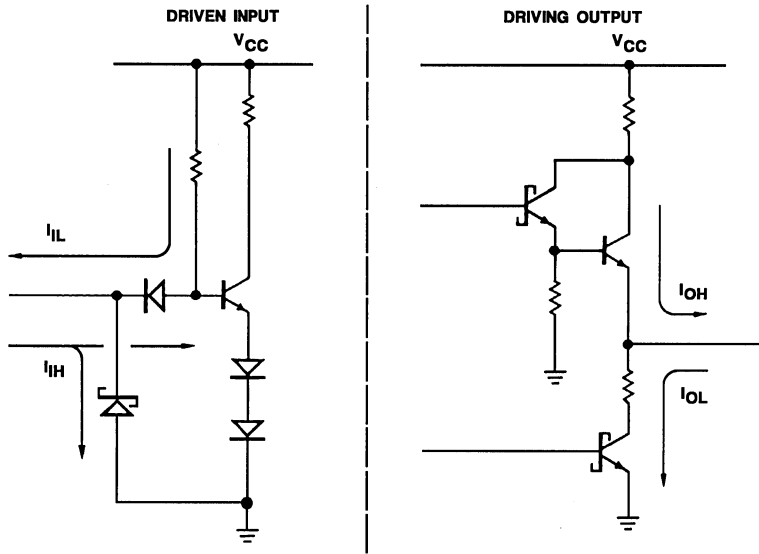 DRIVEN INPUT
VCC
IIL
IIH
DRIVING OUTPUT
VCC
IOH
IOL